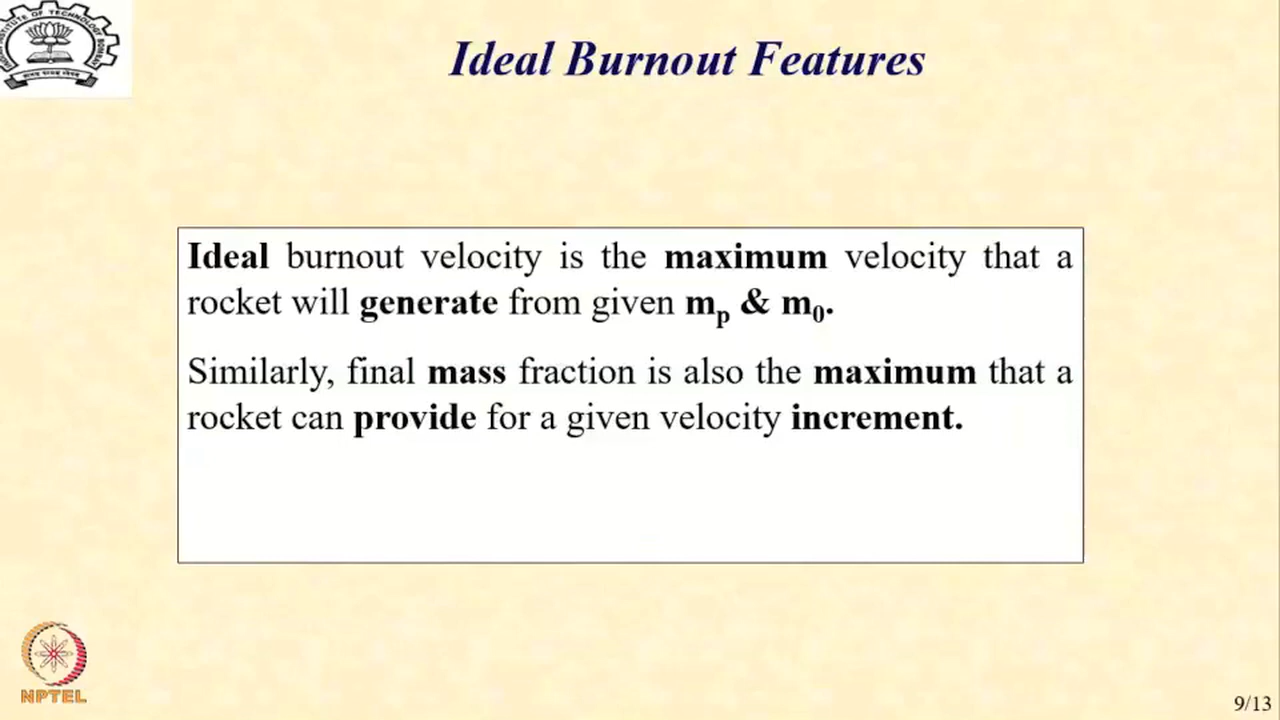 Ideal Burnout Features
Ideal burnout velocity is the maximum velocity that a
rocket will generate from given mp & m0.
Similarly, final mass fraction is also the maximum that a
rocket can provide for a given velocity increment.
NPTEL
9/13